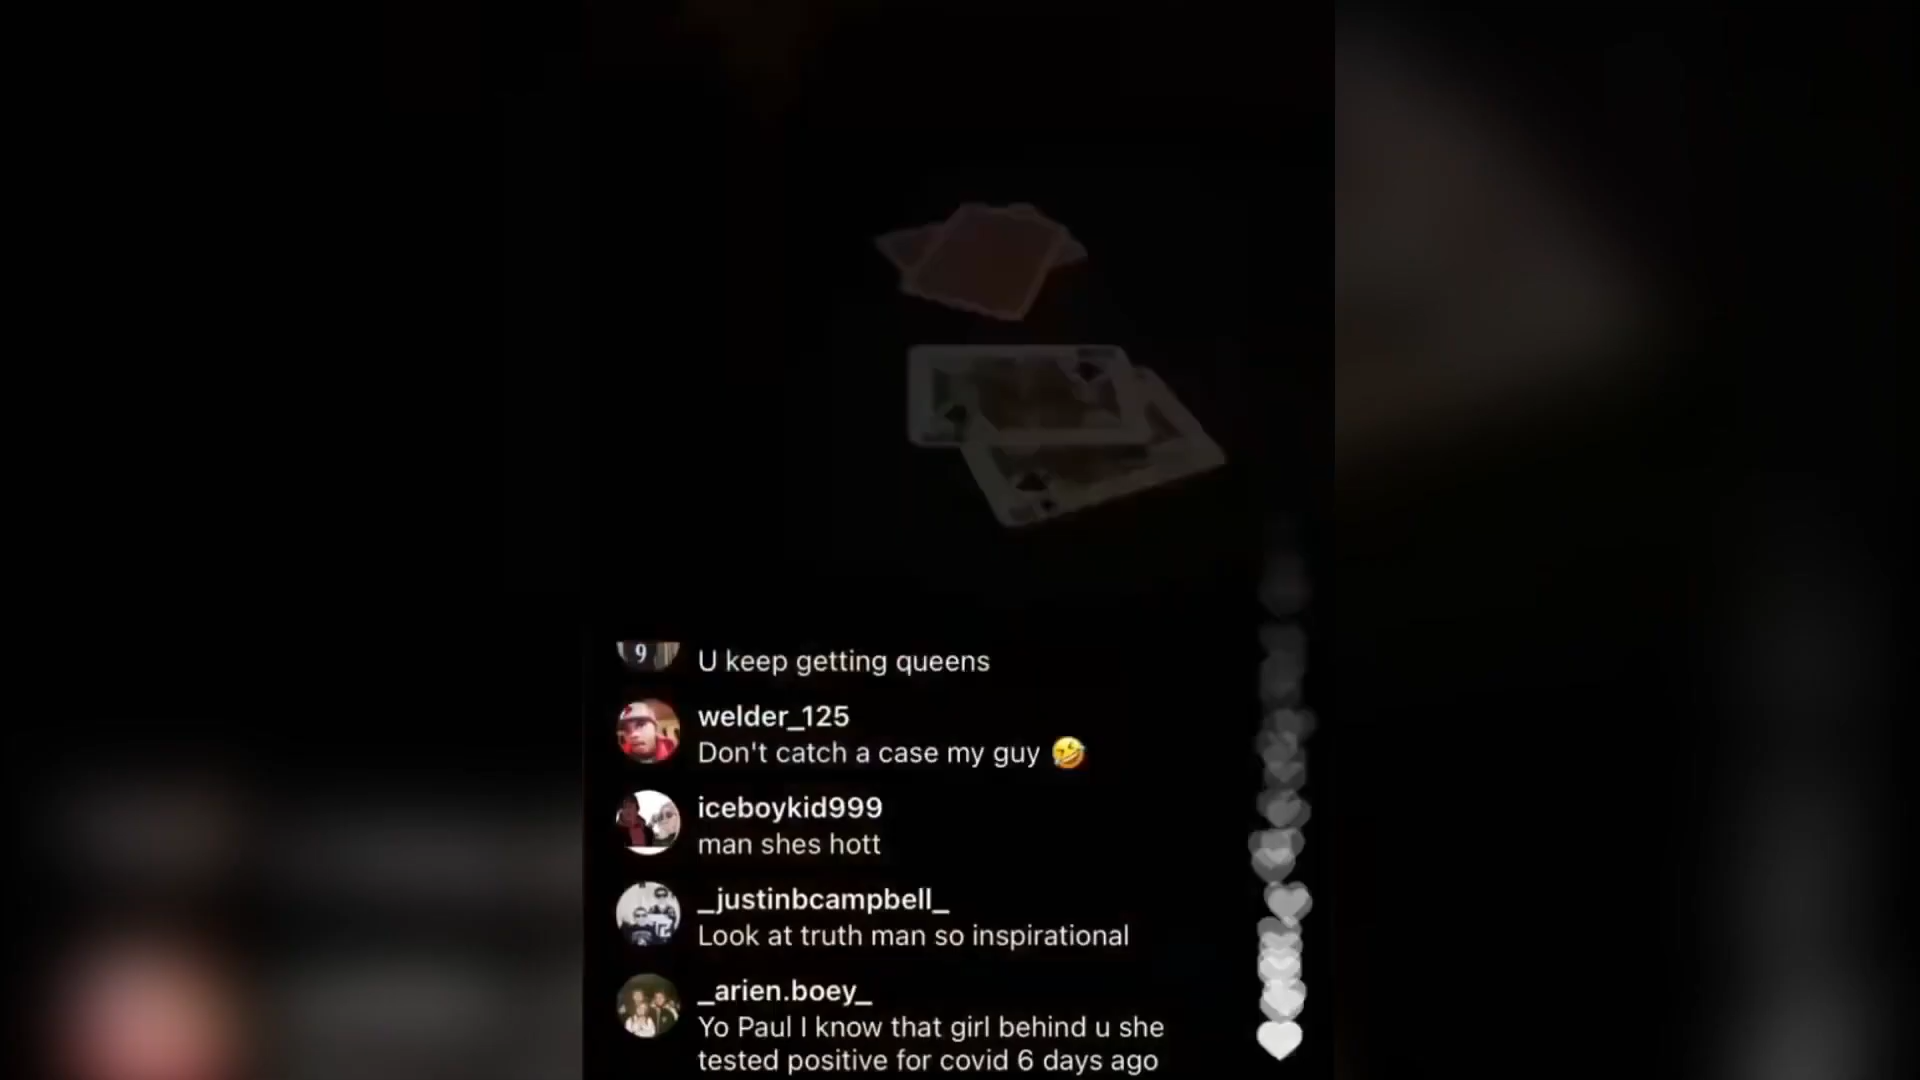 9
U keep getting queens
welder_125
Don't catch a case my guy 🤣
iceboykid999
man shes hott
_justinbcampbell_
Look at truth man so inspirational
_arien.boey_
Yo Paul I know that girl behind u she
tested positive for covid 6 days ago